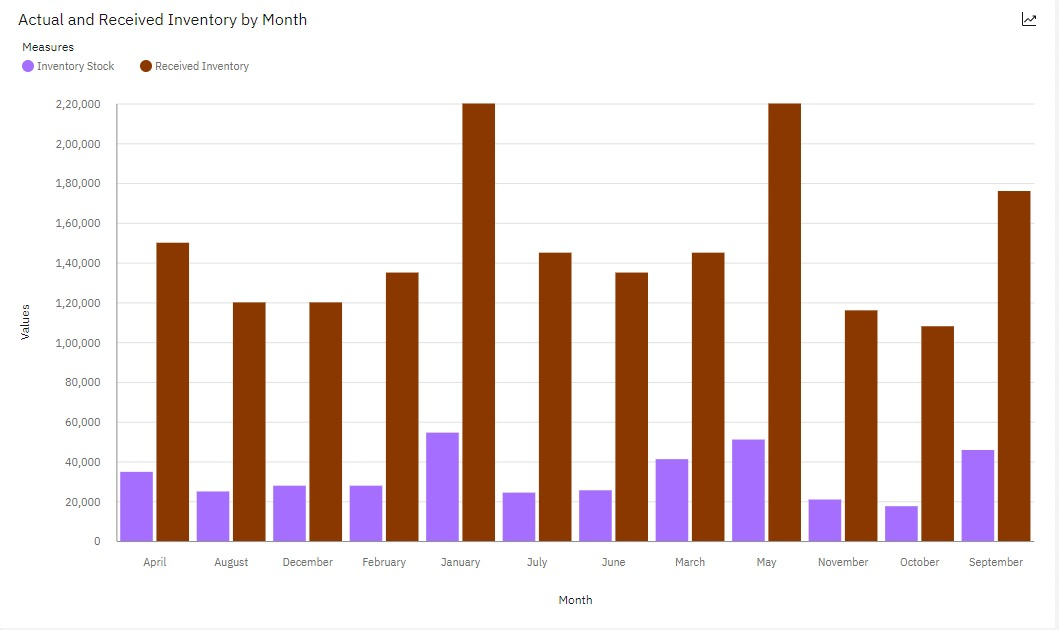 Actual and Received Inventory by Month
Measures
Inventory Stock Received Inventory
2,20,000
2,00,000
1,80,000
1,60,000
1,40,000
1,20,000
1,00,000
80,000
60,000
40,000
20,000
0
Values
April August December February January July June March May November October September
Month